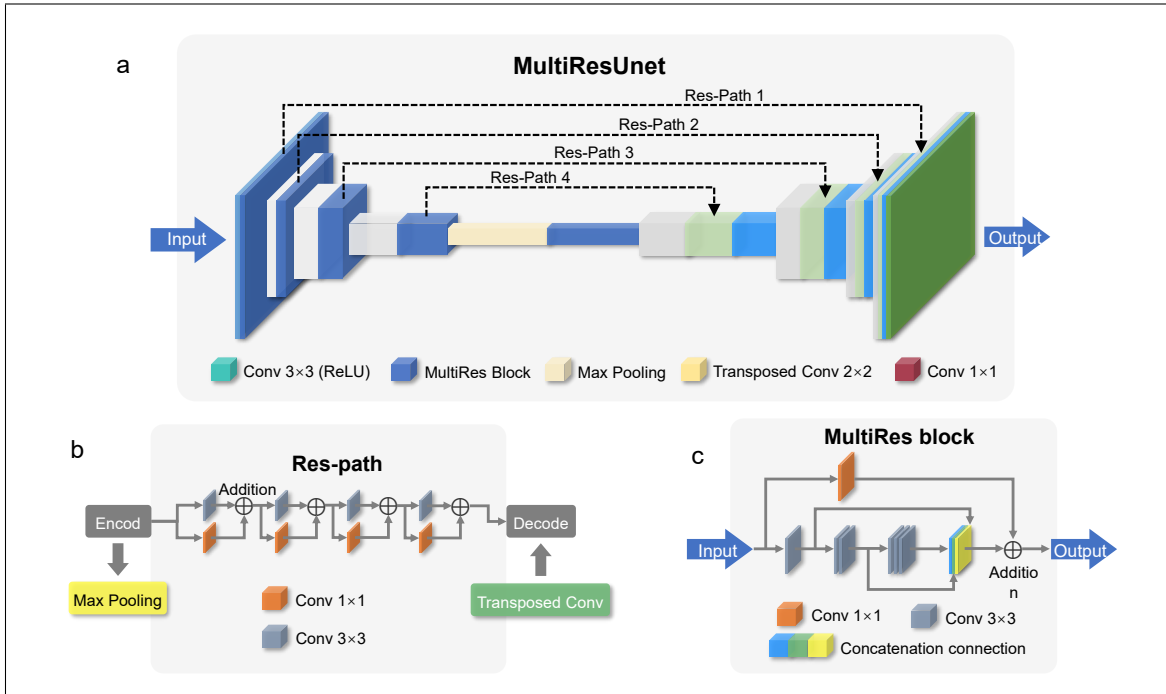 a
MultiResUnet
Res-Path 1
Res-Path 2
Res-Path 3
Res-Path 4
Input
Output
Conv 3×3 (ReLU)
MultiRes Block
Max Pooling
Transposed Conv 2×2
Conv 1×1
b
Res-path
Addition
Encod
Decode
Max Pooling
Transposed Conv
Conv 1×1
Conv 3×3
c
MultiRes block
Input
Output
Additio
n
Conv 1×1
Conv 3×3
Concatenation connection